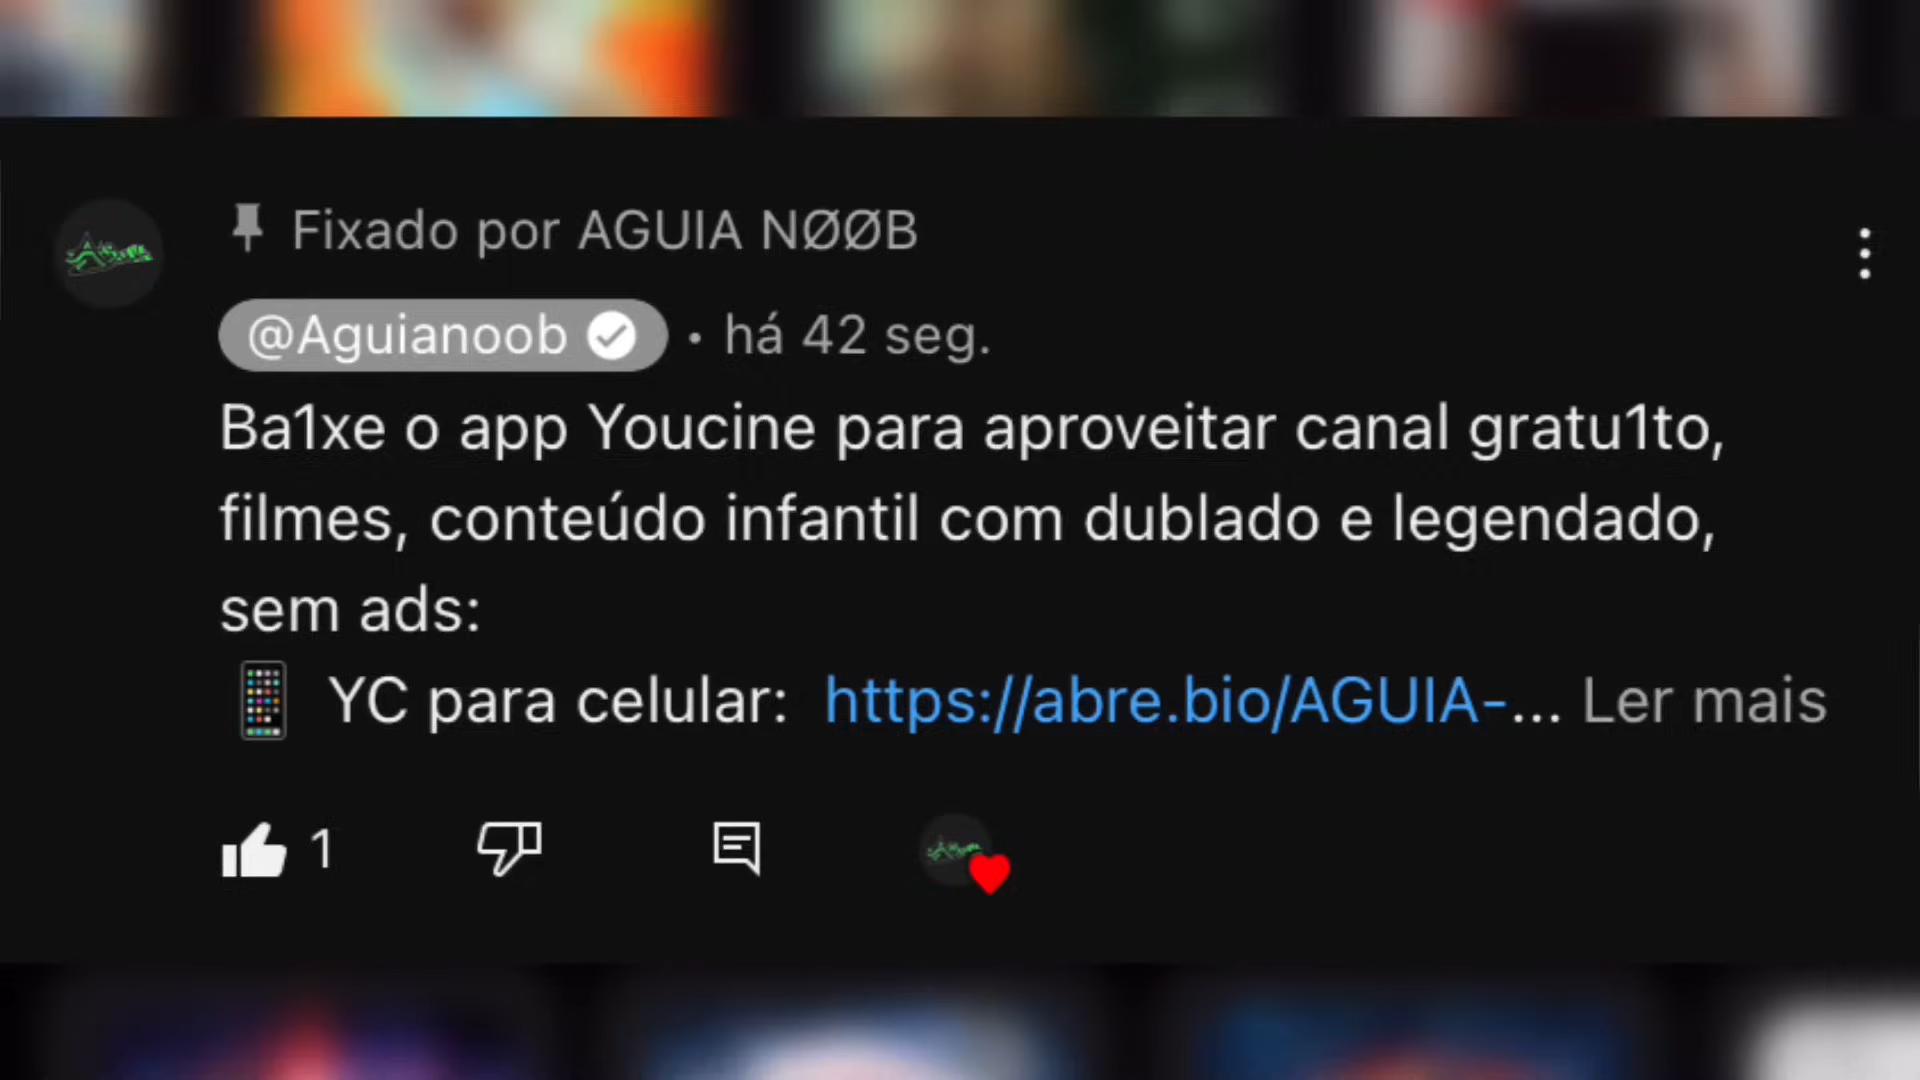 Fixado por AGUIA NØØB
@Aguianoob • há 42 seg.
Ba1xe o app Youcine para aproveitar canal gratu1to,
filmes, conteúdo infantil com dublado e legendado,
sem ads:
📱 YC para celular: https://abre.bio/AGUIA-... Ler mais
1